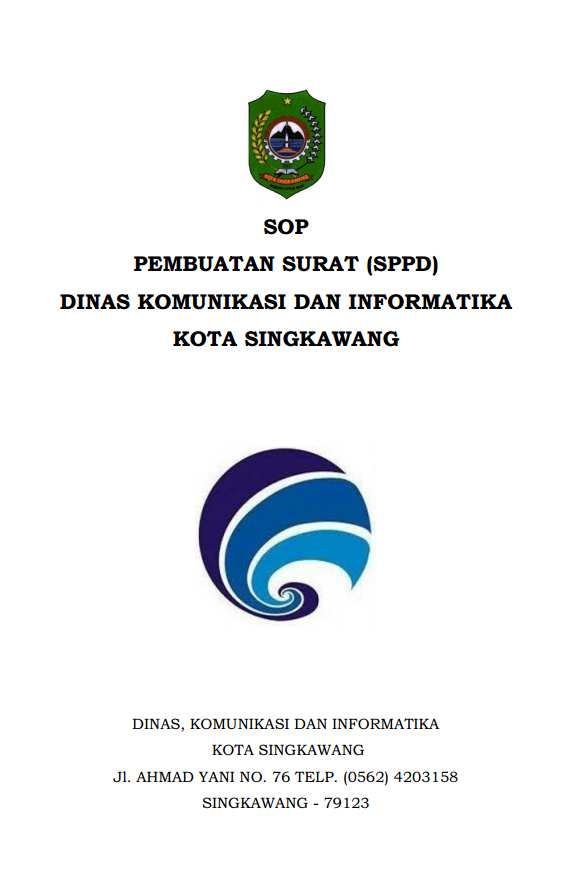 SOP
PEMBUATAN SURAT (SPPD)
DINAS KOMUNIKASI DAN INFORMATIKA
KOTA SINGKAWANG
DINAS, KOMUNIKASI DAN INFORMATIKA
KOTA SINGKAWANG
Jl. AHMAD YANI NO. 76 TELP. (0562) 4203158
SINGKAWANG - 79123